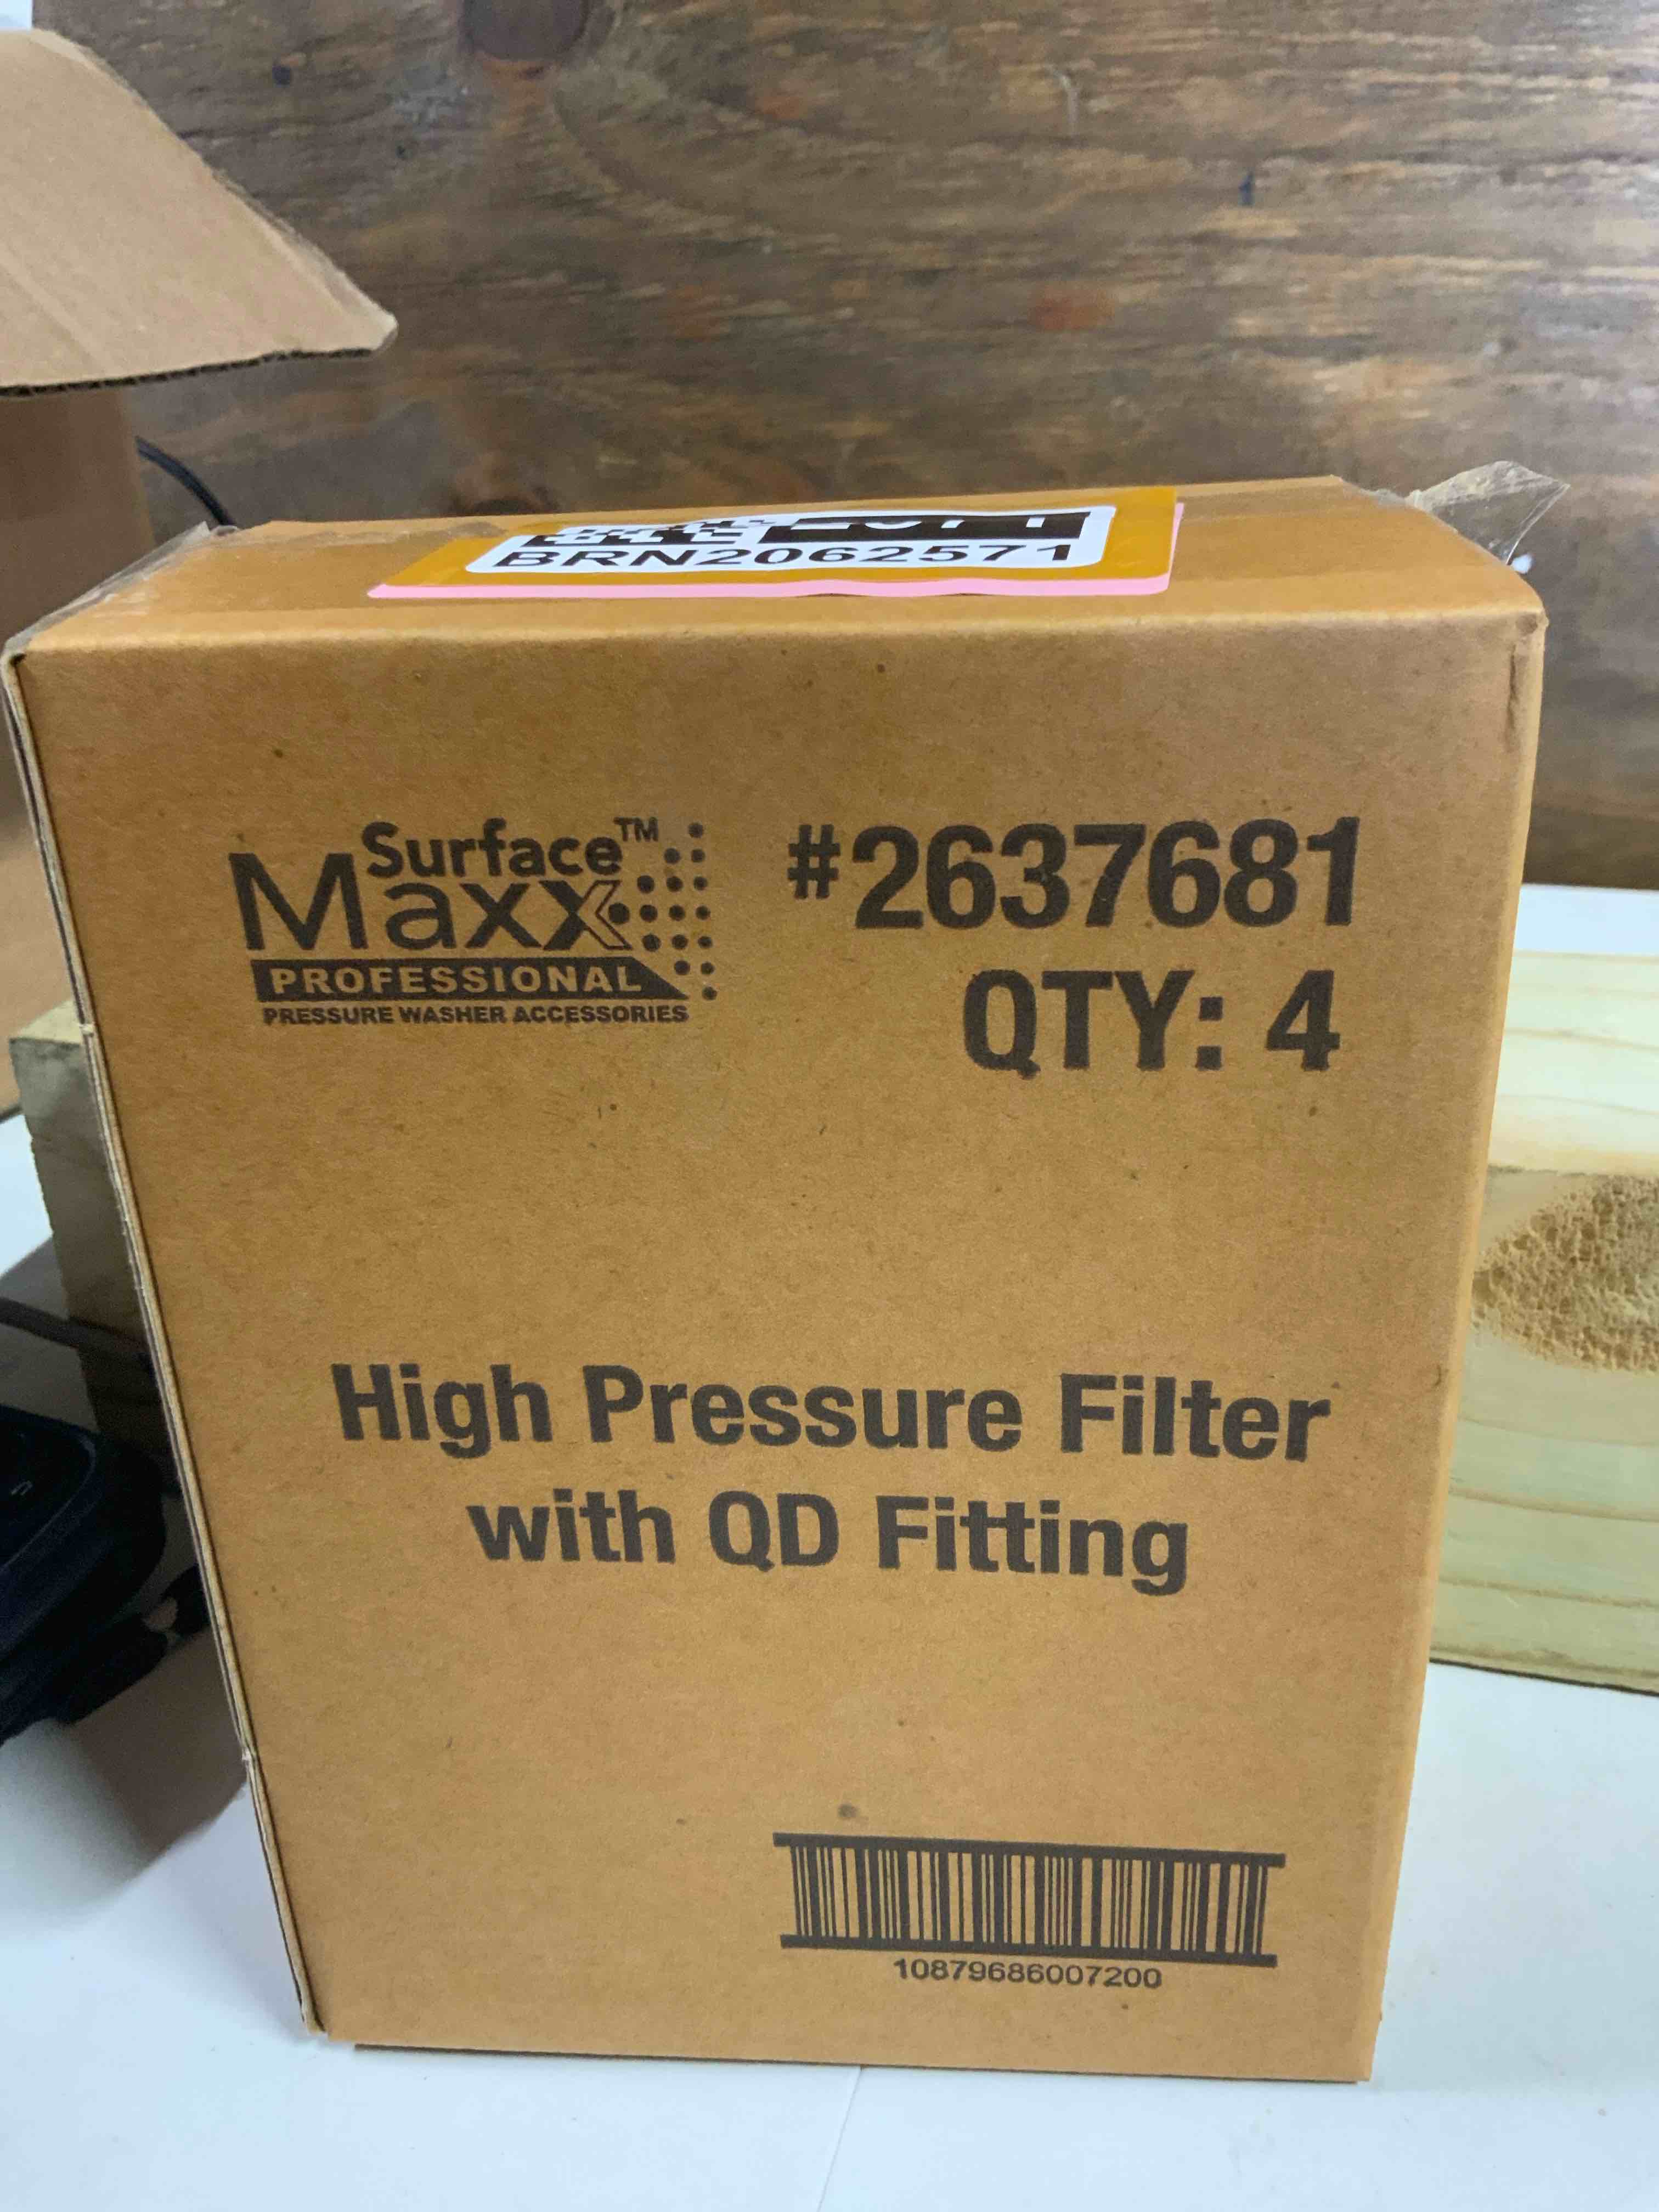 BRN2062571
Surface™
Maxx
PROFESSIONAL
PRESSURE WASHER ACCESSORIES
#2637681
QTY: 4
High Pressure Filter
with QD Fitting
10879686007200